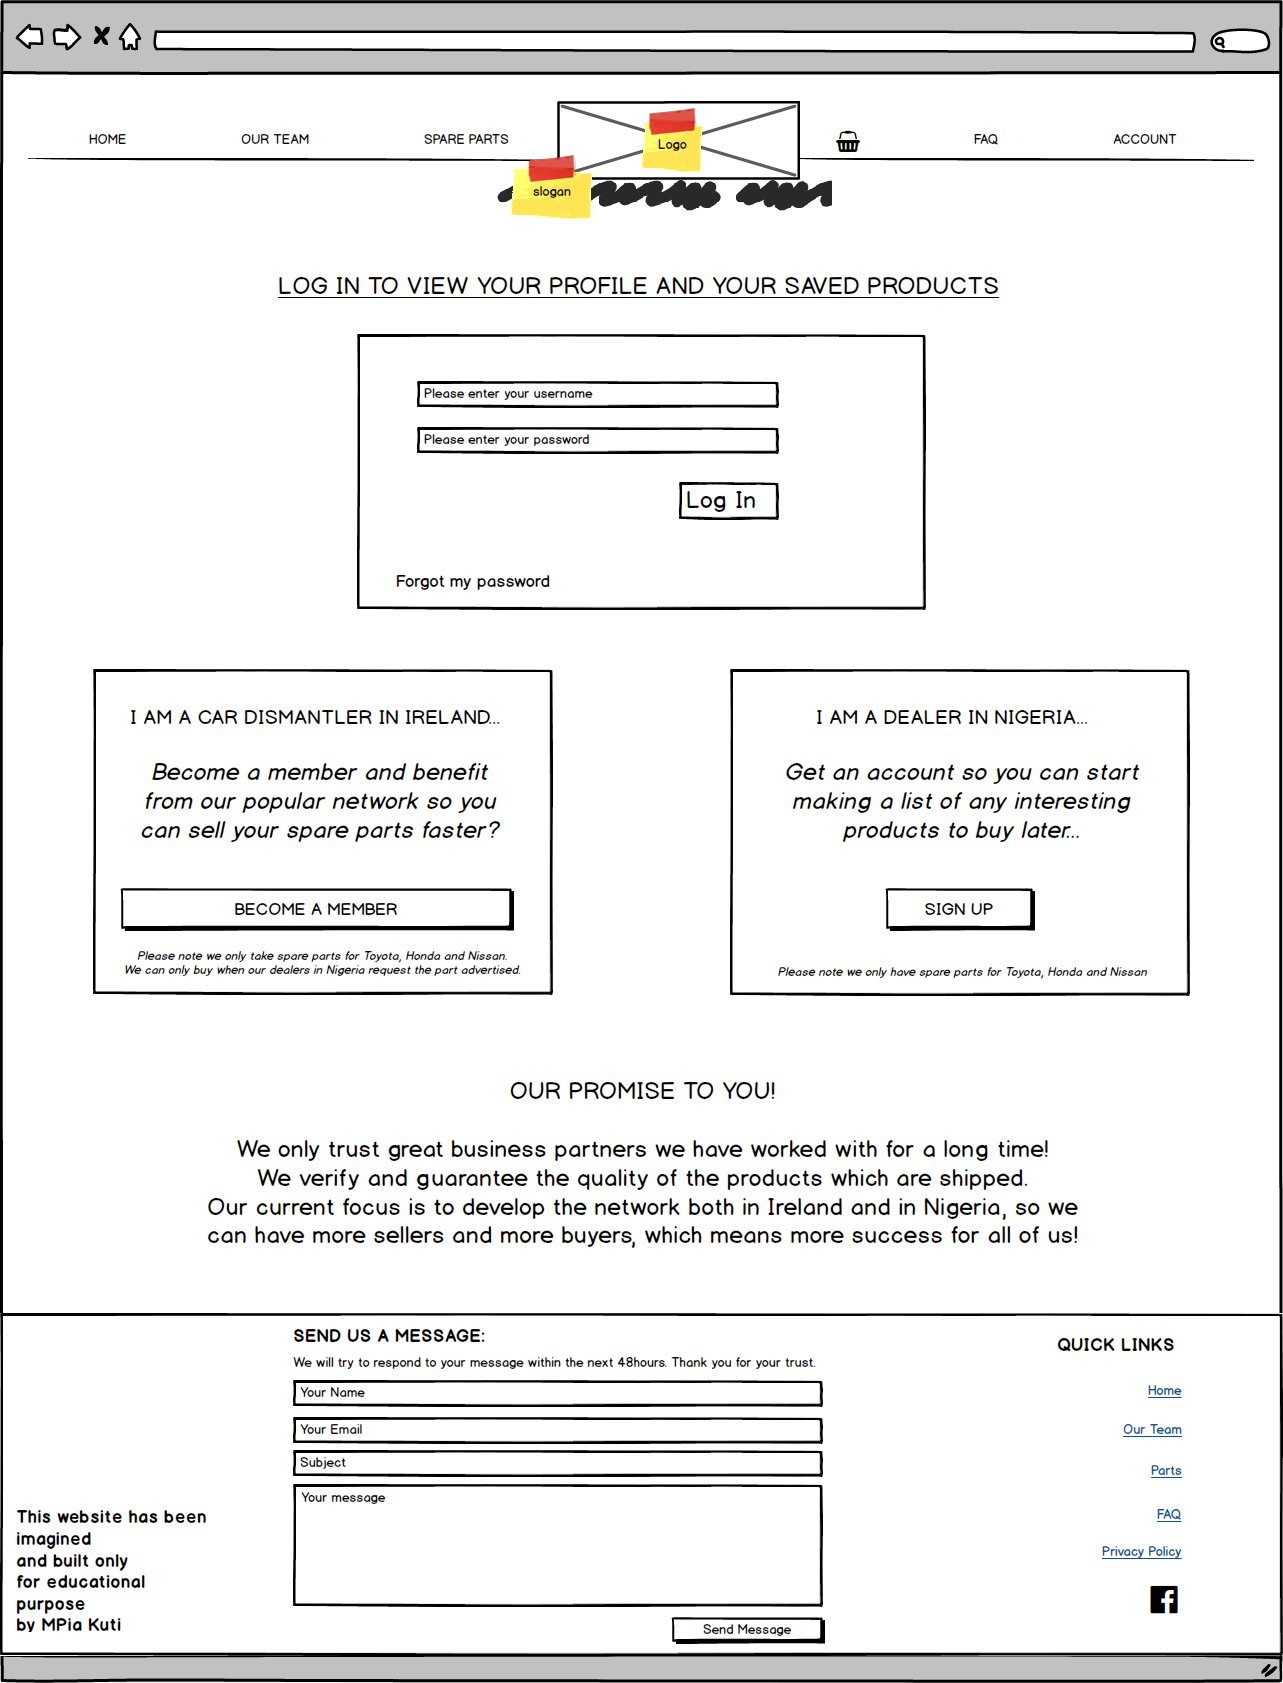 HOME
OUR TEAM
SPARE PARTS
Logo
FAQ
ACCOUNT
slogan
LOG IN TO VIEW YOUR PROFILE AND YOUR SAVED PRODUCTS
Please enter your username
Please enter your password
Log In
Forgot my password
I AM A CAR DISMANTLER IN IRELAND...
Become a member and benefit
from our popular network so you
can sell your spare parts faster?
BECOME A MEMBER
Please note we only take spare parts for Toyota, Honda and Nissan.
We can only buy when our dealers in Nigeria request the part advertised.
I AM A DEALER IN NIGERIA...
Get an account so you can start
making a list of any interesting
products to buy later...
SIGN UP
Please note we only have spare parts for Toyota, Honda and Nissan
OUR PROMISE TO YOU!
We only trust great business partners we have worked with for a long time!
We verify and guarantee the quality of the products which are shipped.
Our current focus is to develop the network both in Ireland and in Nigeria, so we
can have more sellers and more buyers, which means more success for all of us!
This website has been
imagined
and built only
for educational
purpose
by MPia Kuti
SEND US A MESSAGE:
We will try to respond to your message within the next 48hours. Thank you for your trust.
Your Name
Your Email
Subject
Your message
Send Message
QUICK LINKS
Home
Our Team
Parts
FAQ
Privacy Policy